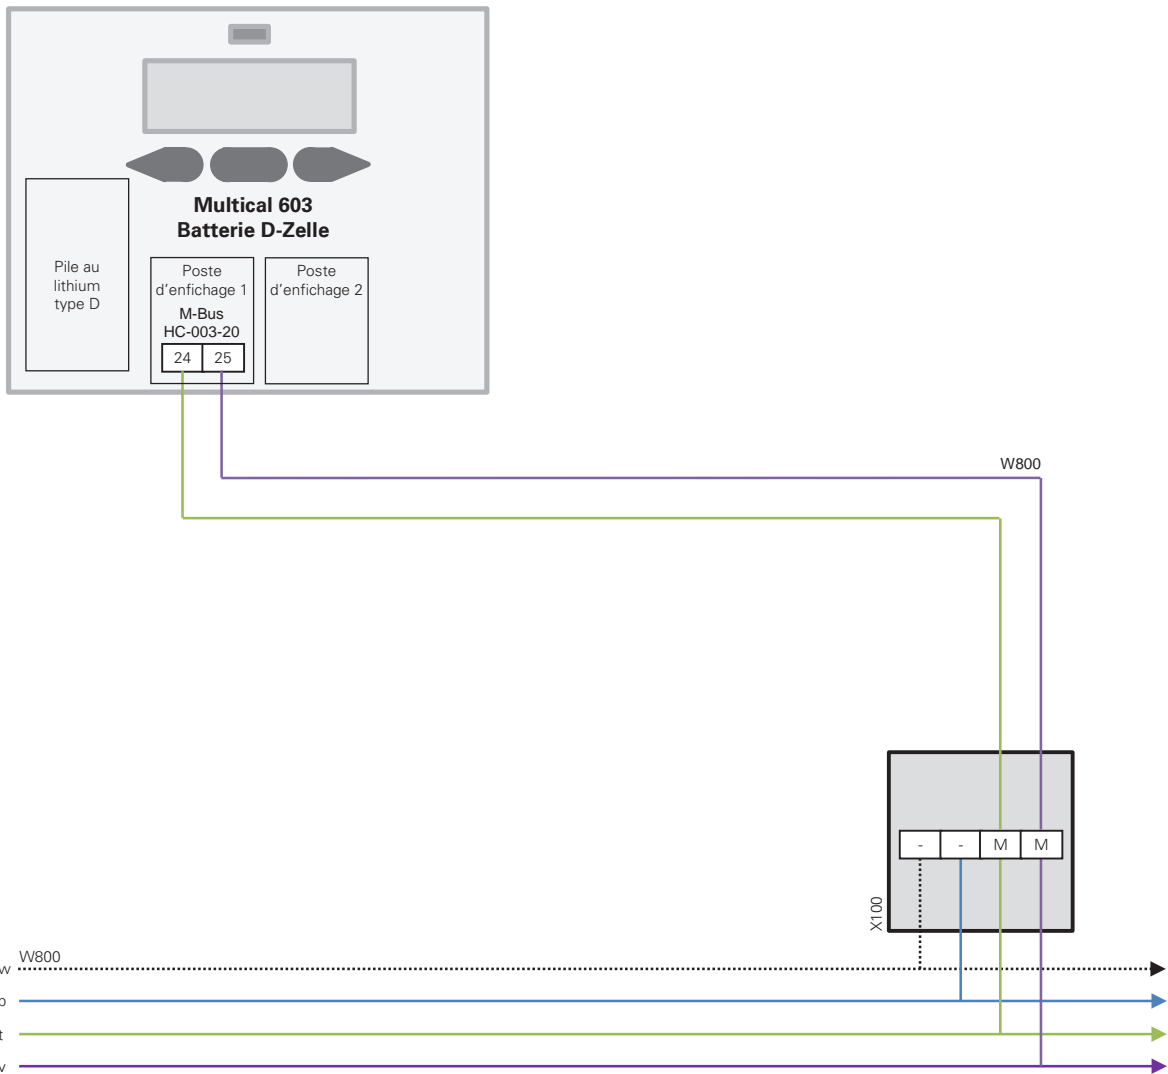 Multical 603
Batterie D-Zelle
Pile au
lithium
type D
Poste
d'enfichage 1
M-Bus
HC-003-20
24 25
Poste
d'enfichage 2
W800
- - M M
X100
W800
w
b
t
v